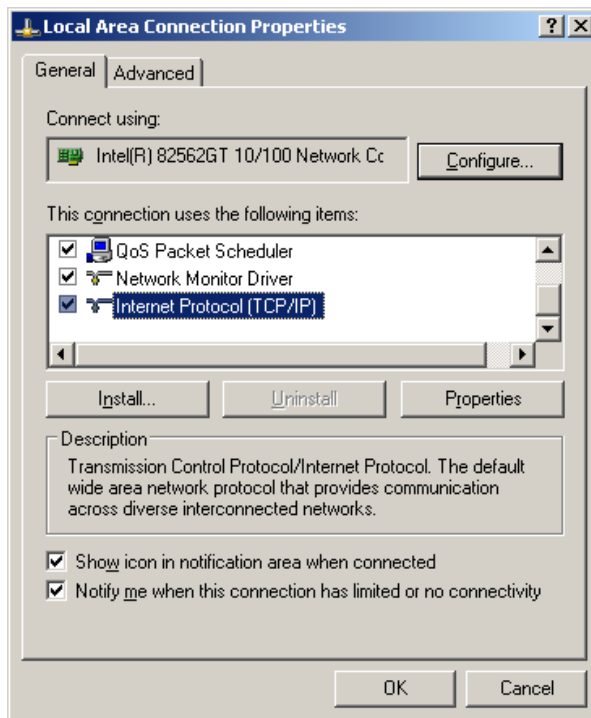 Local Area Connection Properties
General Advanced
Connect using:
Intel(R) 82562GT 10/100 Network Cc
Configure...
This connection uses the following items:
QoS Packet Scheduler
Network Monitor Driver
Internet Protocol (TCP/IP)
Install... Uninstall Properties
Description
Transmission Control Protocol/Internet Protocol. The default
wide area network protocol that provides communication
across diverse interconnected networks.
Show icon in notification area when connected
Notify me when this connection has limited or no connectivity
OK Cancel